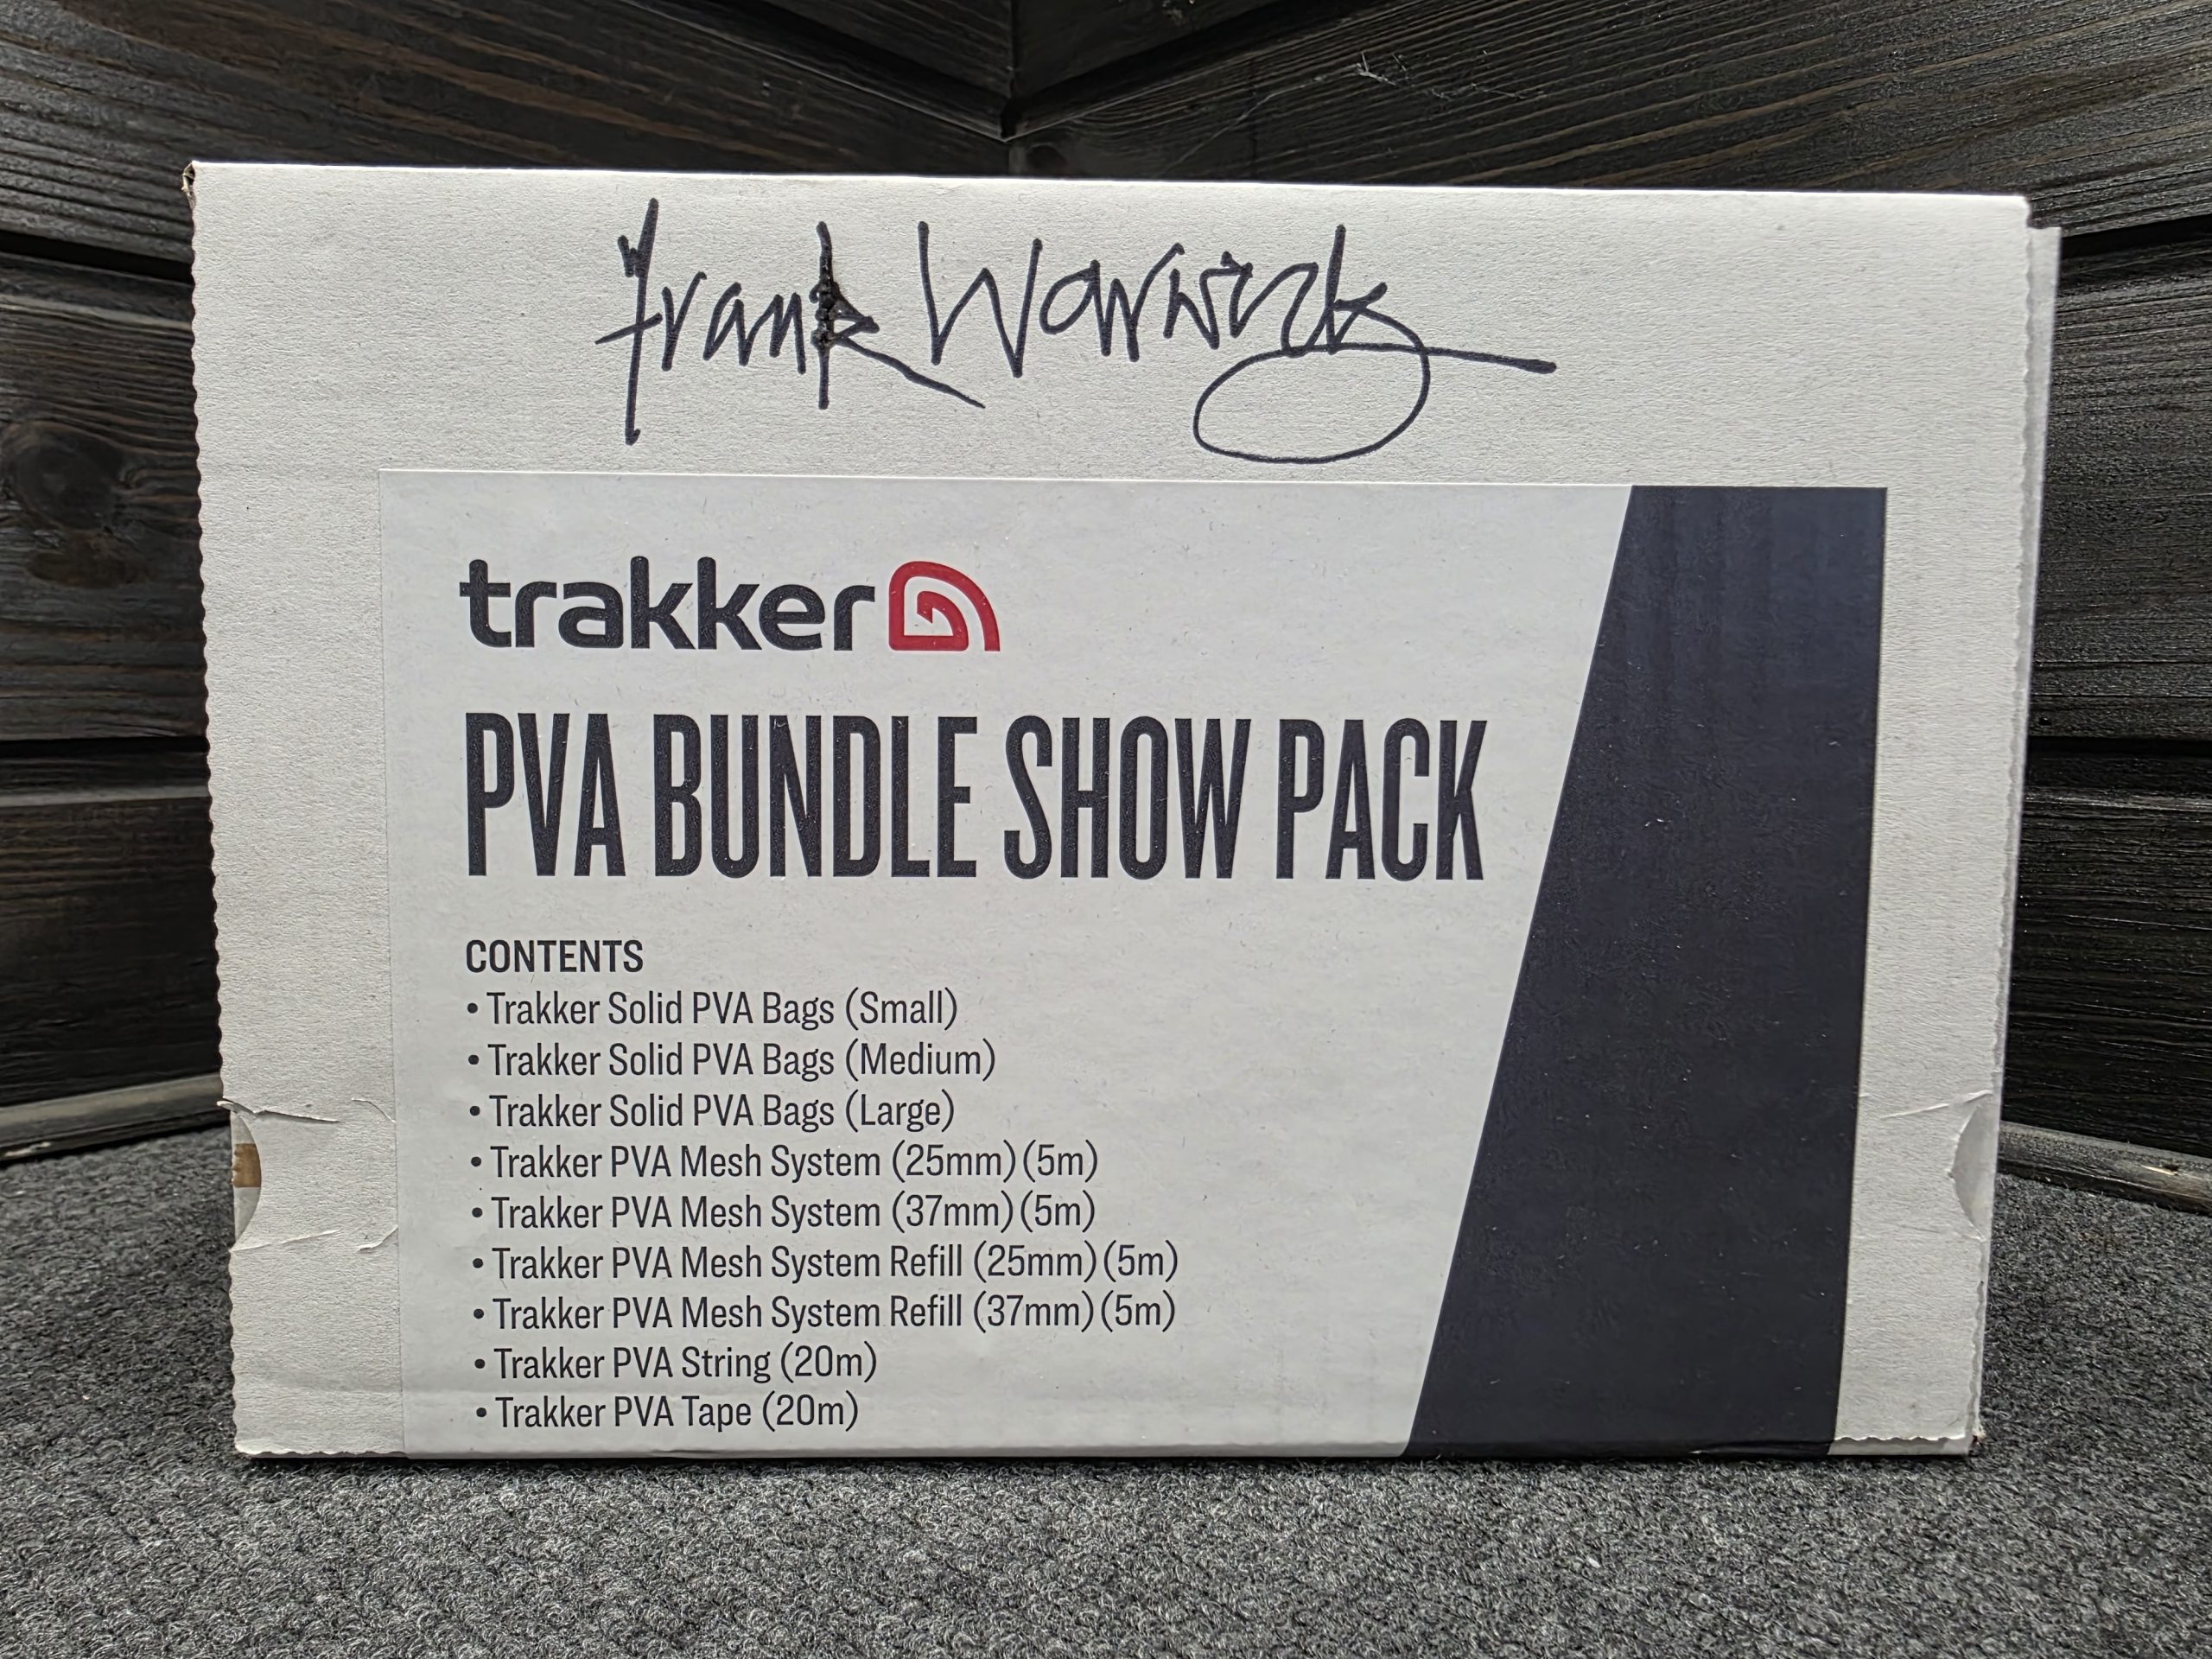 Frank Warwick
trakker
PVA BUNDLE SHOW PACK
CONTENTS
• Trakker Solid PVA Bags (Small)
• Trakker Solid PVA Bags (Medium)
• Trakker Solid PVA Bags (Large)
• Trakker PVA Mesh System (25mm) (5m)
• Trakker PVA Mesh System (37mm) (5m)
• Trakker PVA Mesh System Refill (25mm) (5m)
• Trakker PVA Mesh System Refill (37mm) (5m)
• Trakker PVA String (20m)
• Trakker PVA Tape (20m)